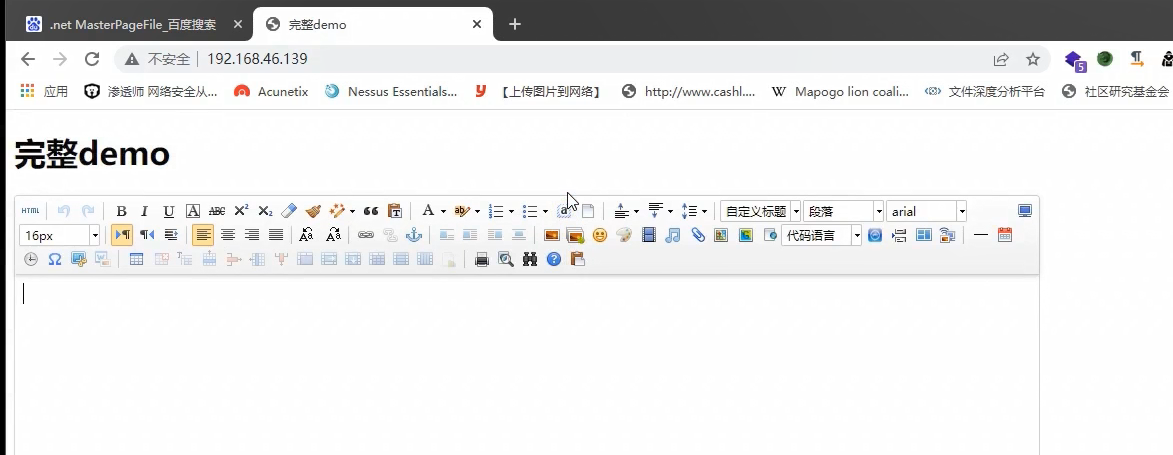 .net MasterPageFile_百度搜索 完整demo
不安全 192.168.46.139
5
应用 渗透师 网络安全从... Acunetix Nessus Essentials... 【上传图片到网络】 http://www.cashl.... Mapogo lion coali... 文件深度分析平台 社区研究基金会
完整demo
HTML B I U A ABC X² X₂ A ab a 自定义标题 段落 arial
16px 代码语言